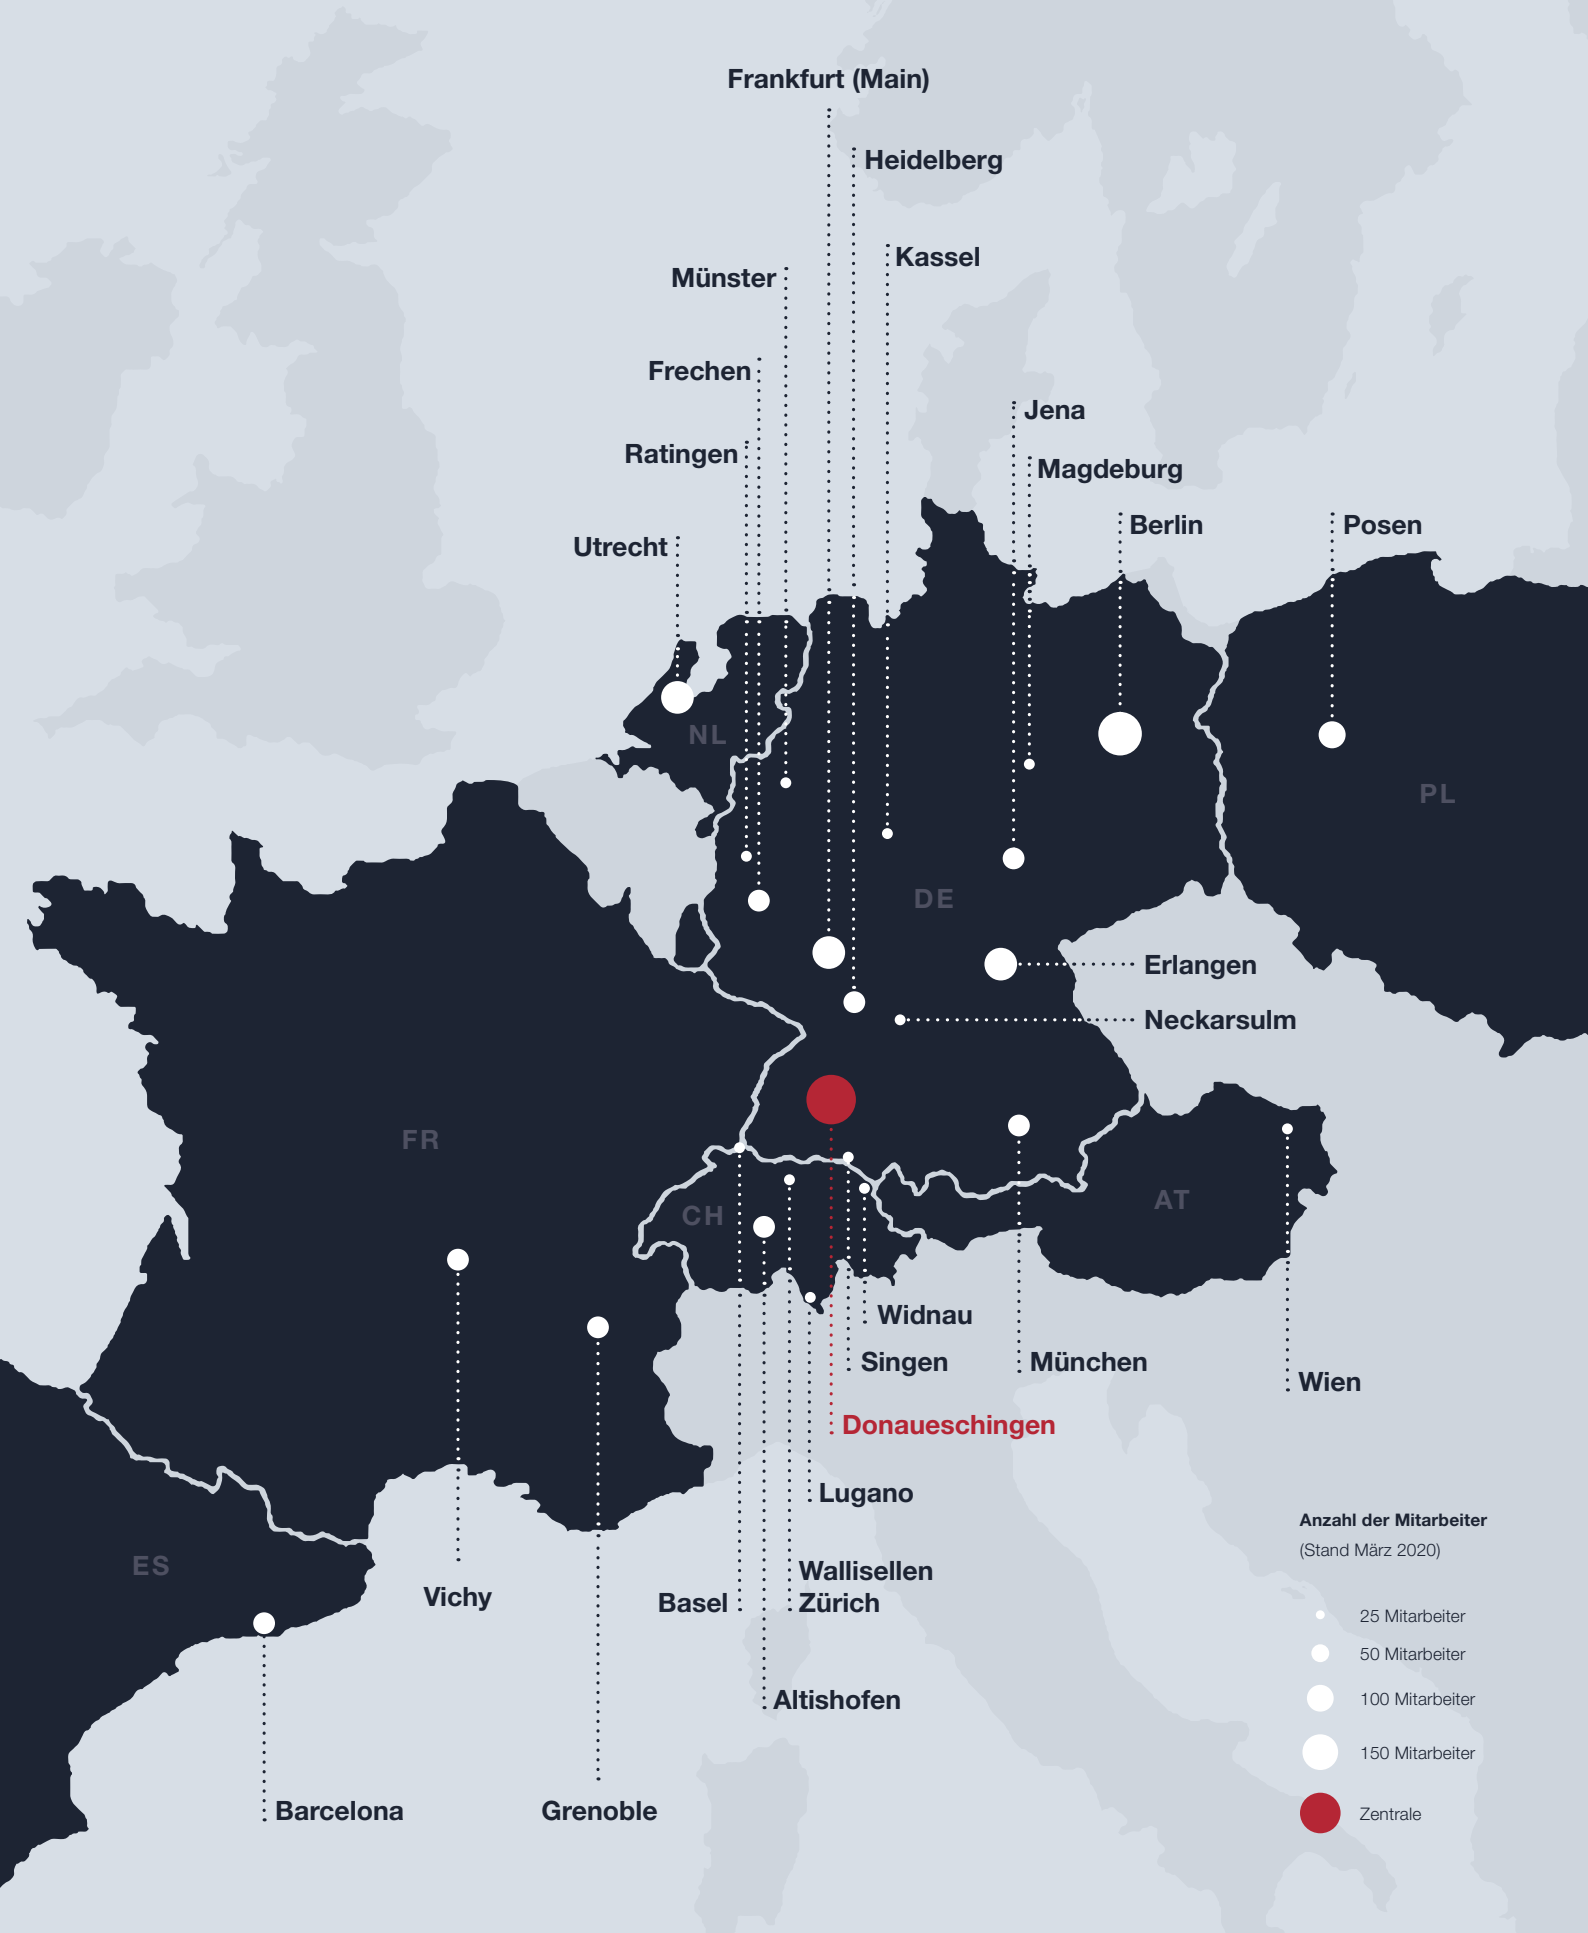 Frankfurt (Main)
Heidelberg
Kassel
Münster
Frechen
Jena
Ratingen
Magdeburg
Berlin
Posen
Utrecht
NL
PL
DE
Erlangen
Neckarsulm
FR
AT
CH
Widnau
Singen
München
Wien
Donaueschingen
Lugano
Anzahl der Mitarbeiter
(Stand März 2020)
ES
Vichy
Wallisellen
Basel
Zürich
25 Mitarbeiter
50 Mitarbeiter
Altishofen
100 Mitarbeiter
150 Mitarbeiter
Barcelona
Grenoble
Zentrale